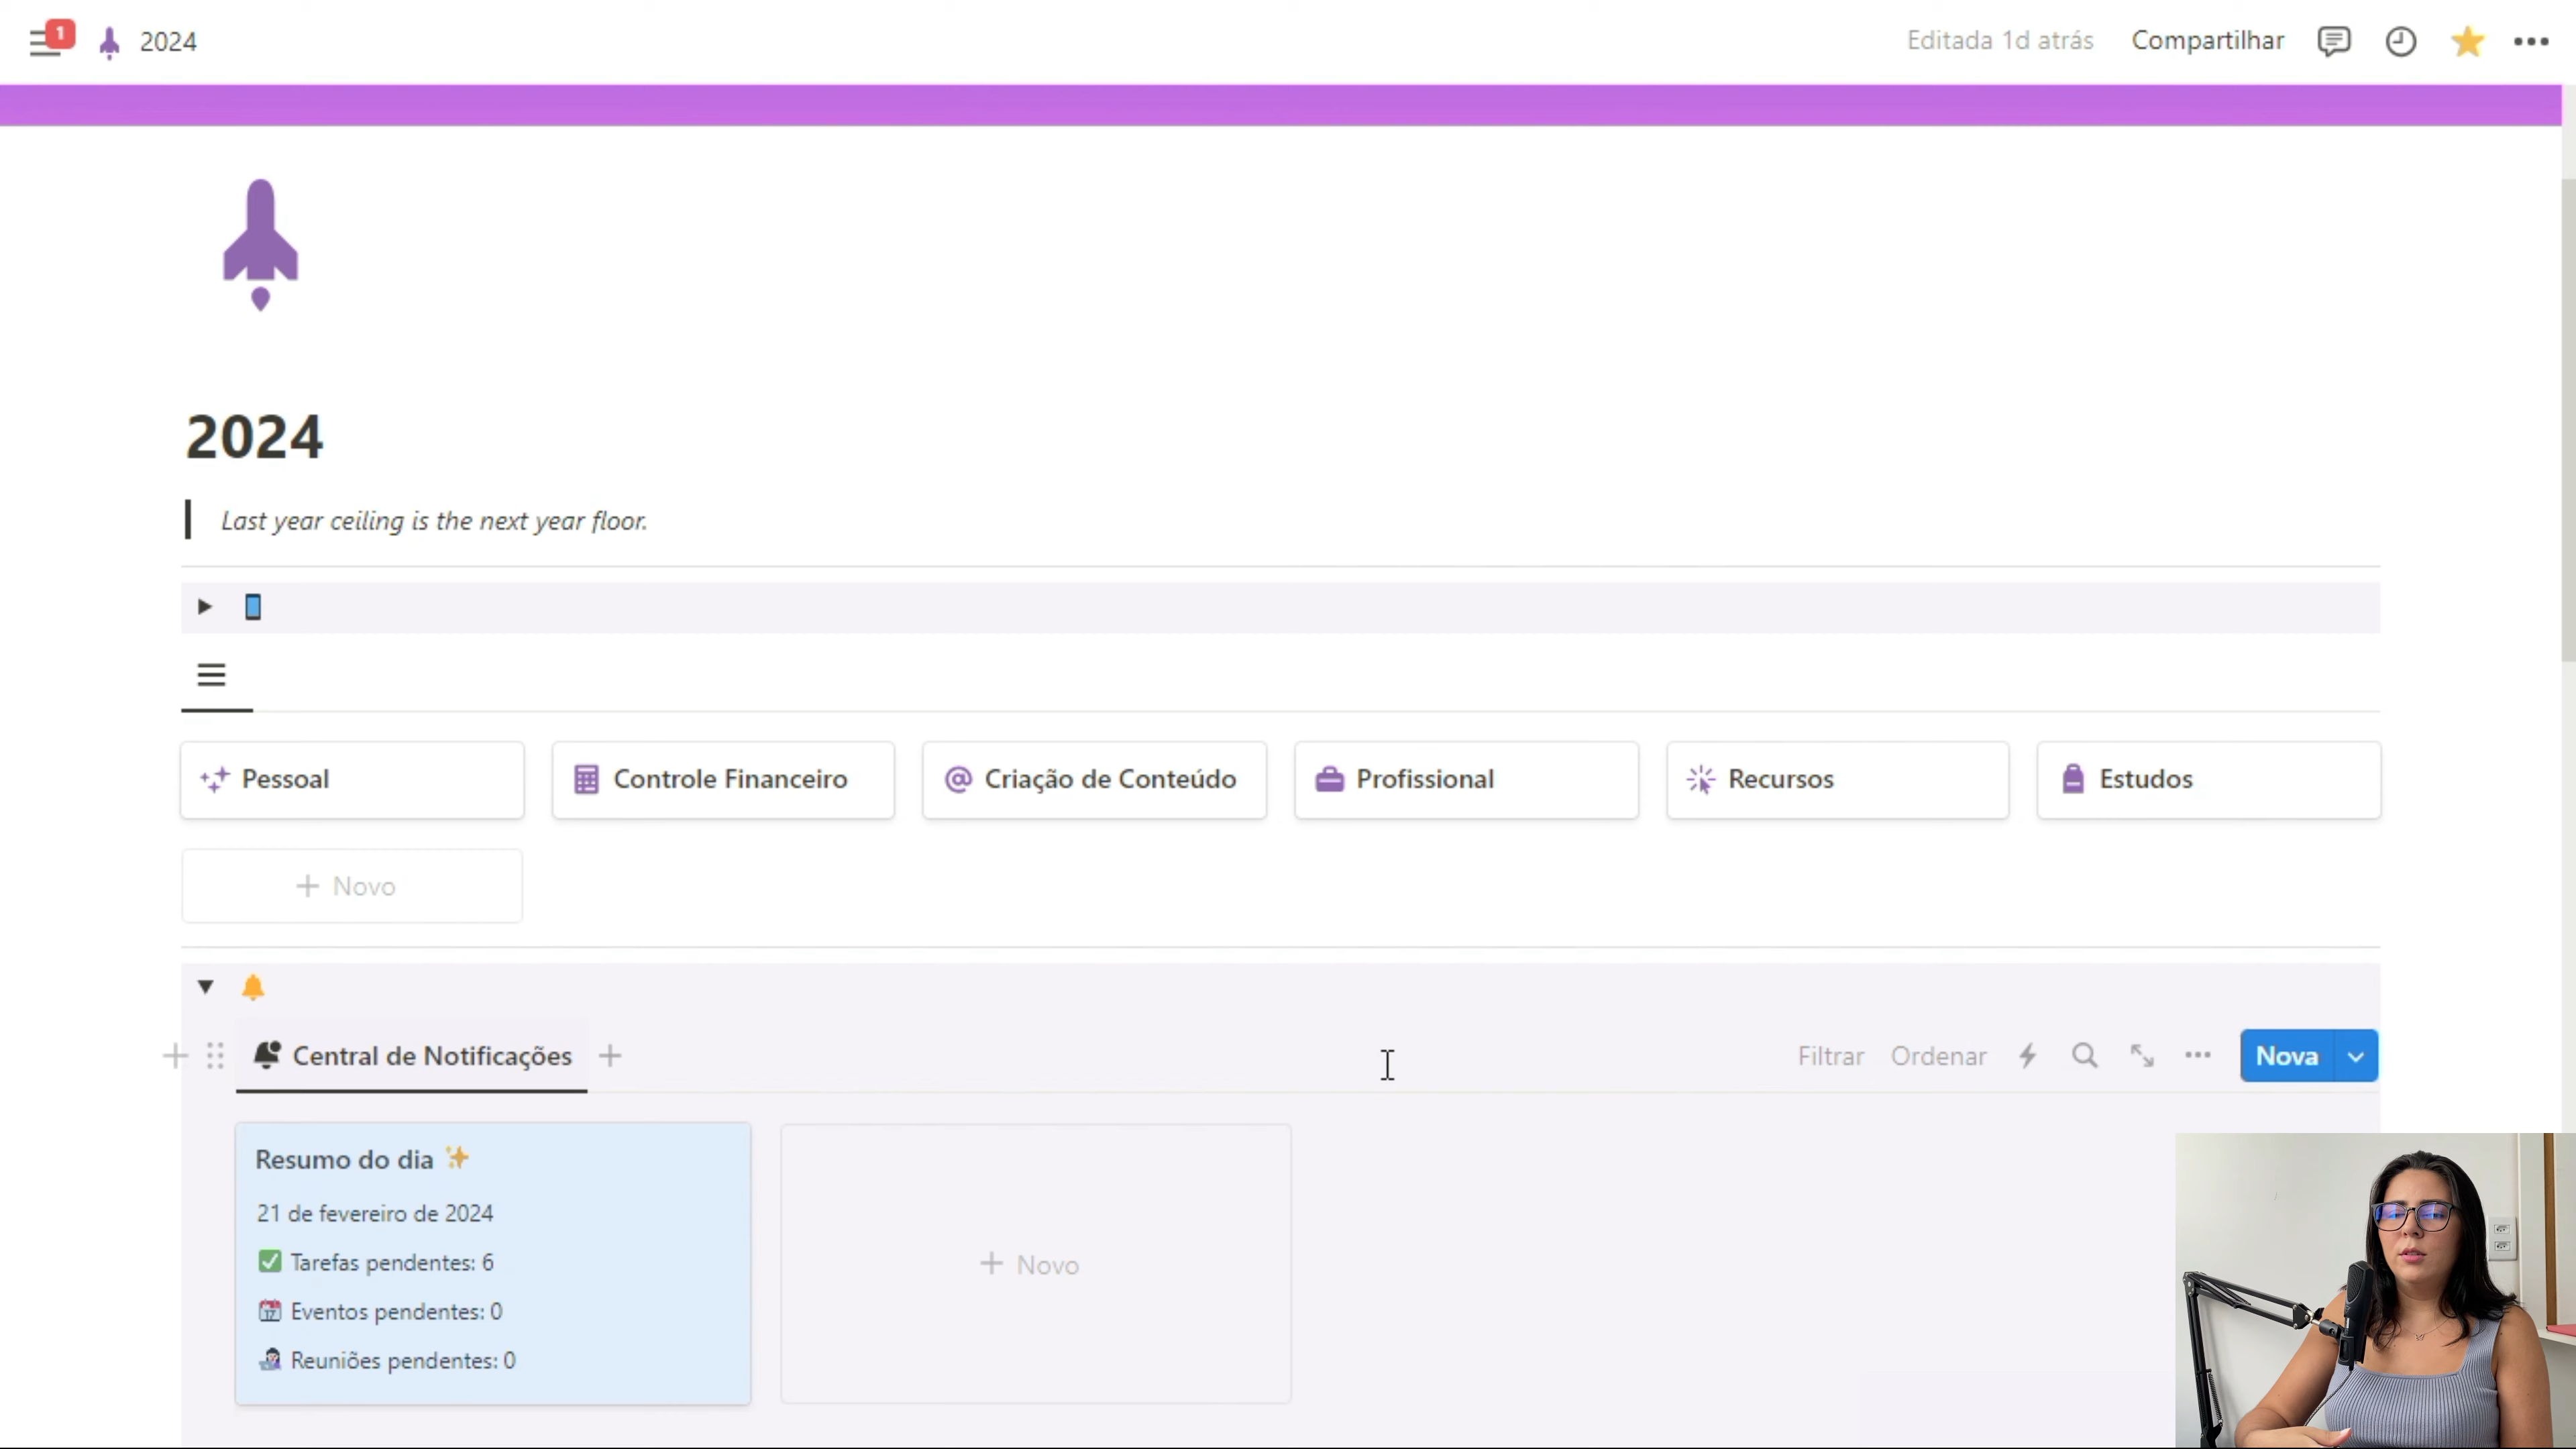 1
2024
Editada 1d atrás
Compartilhar
2024
Last year ceiling is the next year floor.
Pessoal
Controle Financeiro
Criação de Conteúdo
Profissional
Recursos
Estudos
+ Novo
Central de Notificações
Filtrar
Ordenar
Nova
Resumo do dia
21 de fevereiro de 2024
Tarefas pendentes: 6
Eventos pendentes: 0
Reuniões pendentes: 0
+ Novo